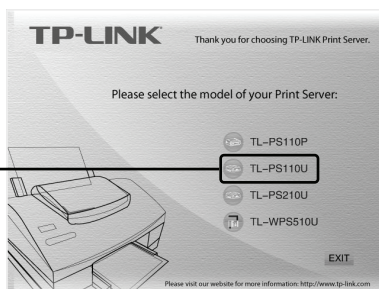 TP-LINK
Thank you for choosing TP-LINK Print Server.
Please select the model of your Print Server:
TL-PS110P
TL-PS110U
TL-PS210U
TL-WPS510U
EXIT
Please visit our website for more information: http://www.tp-link.com